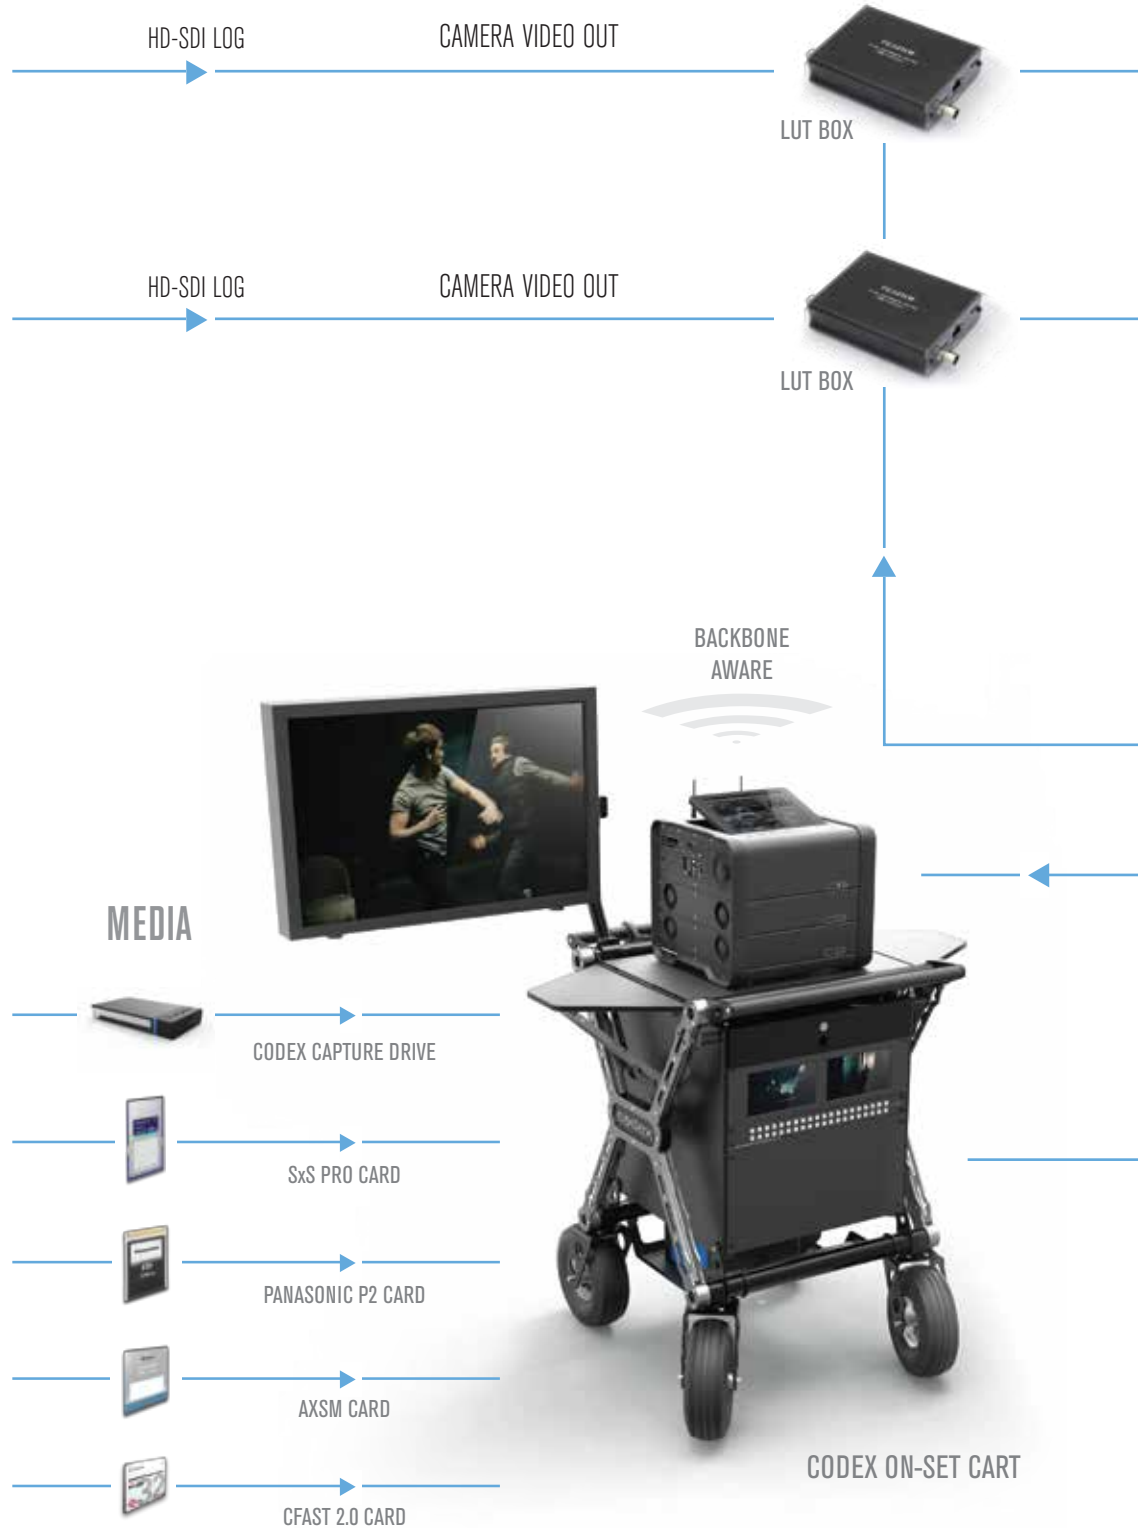 HD-SDI LOG
CAMERA VIDEO OUT
LUT BOX
HD-SDI LOG
CAMERA VIDEO OUT
LUT BOX
BACKBONE
AWARE
MEDIA
CODEX CAPTURE DRIVE
SxS PRO CARD
PANASONIC P2 CARD
AXSM CARD
CFAST 2.0 CARD
CODEX
CODEX ON-SET CART